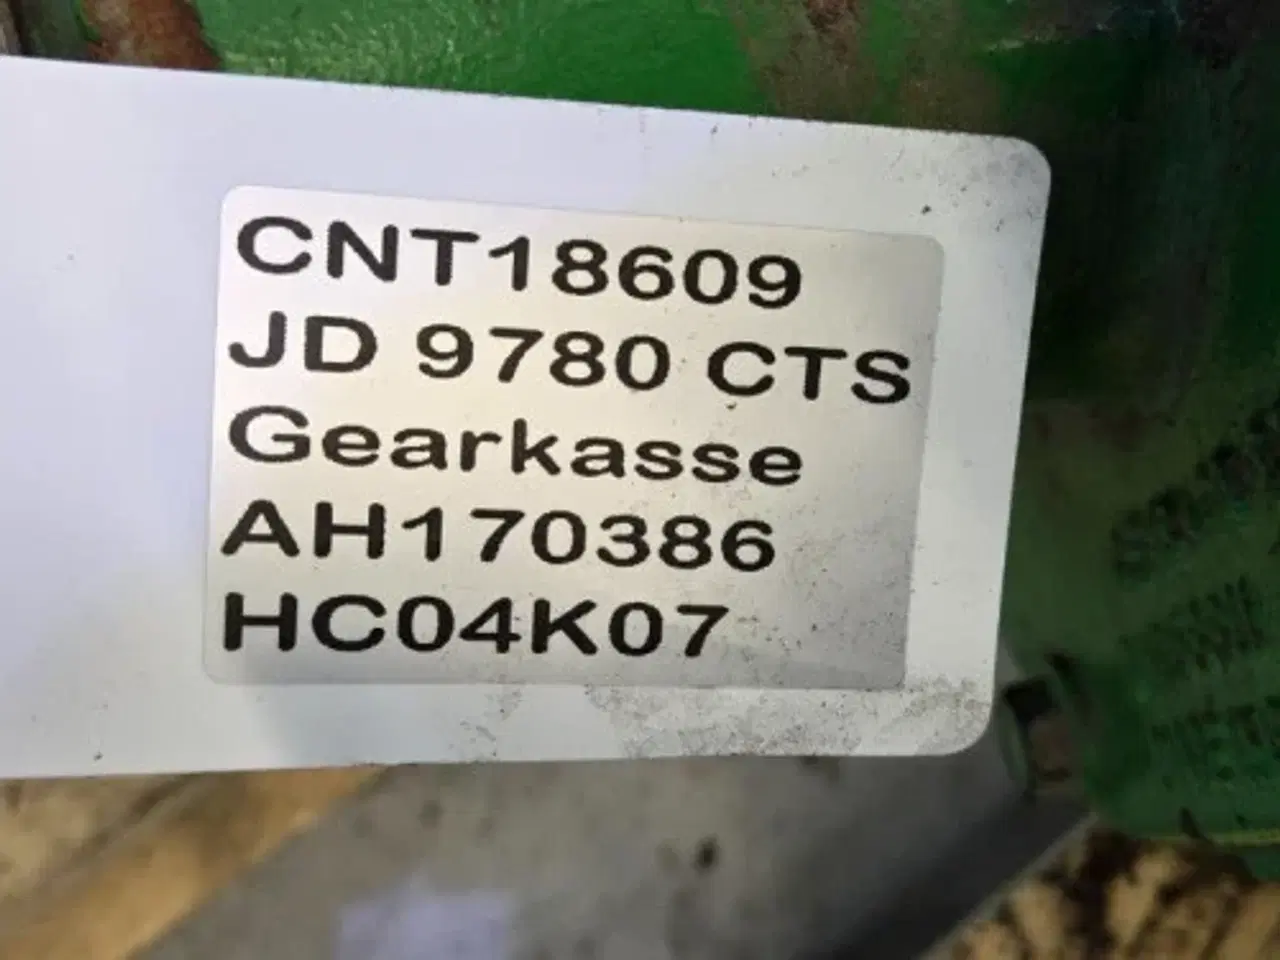 CNT18609
JD 9780 CTS
Gearkasse
AH170386
HC04K07